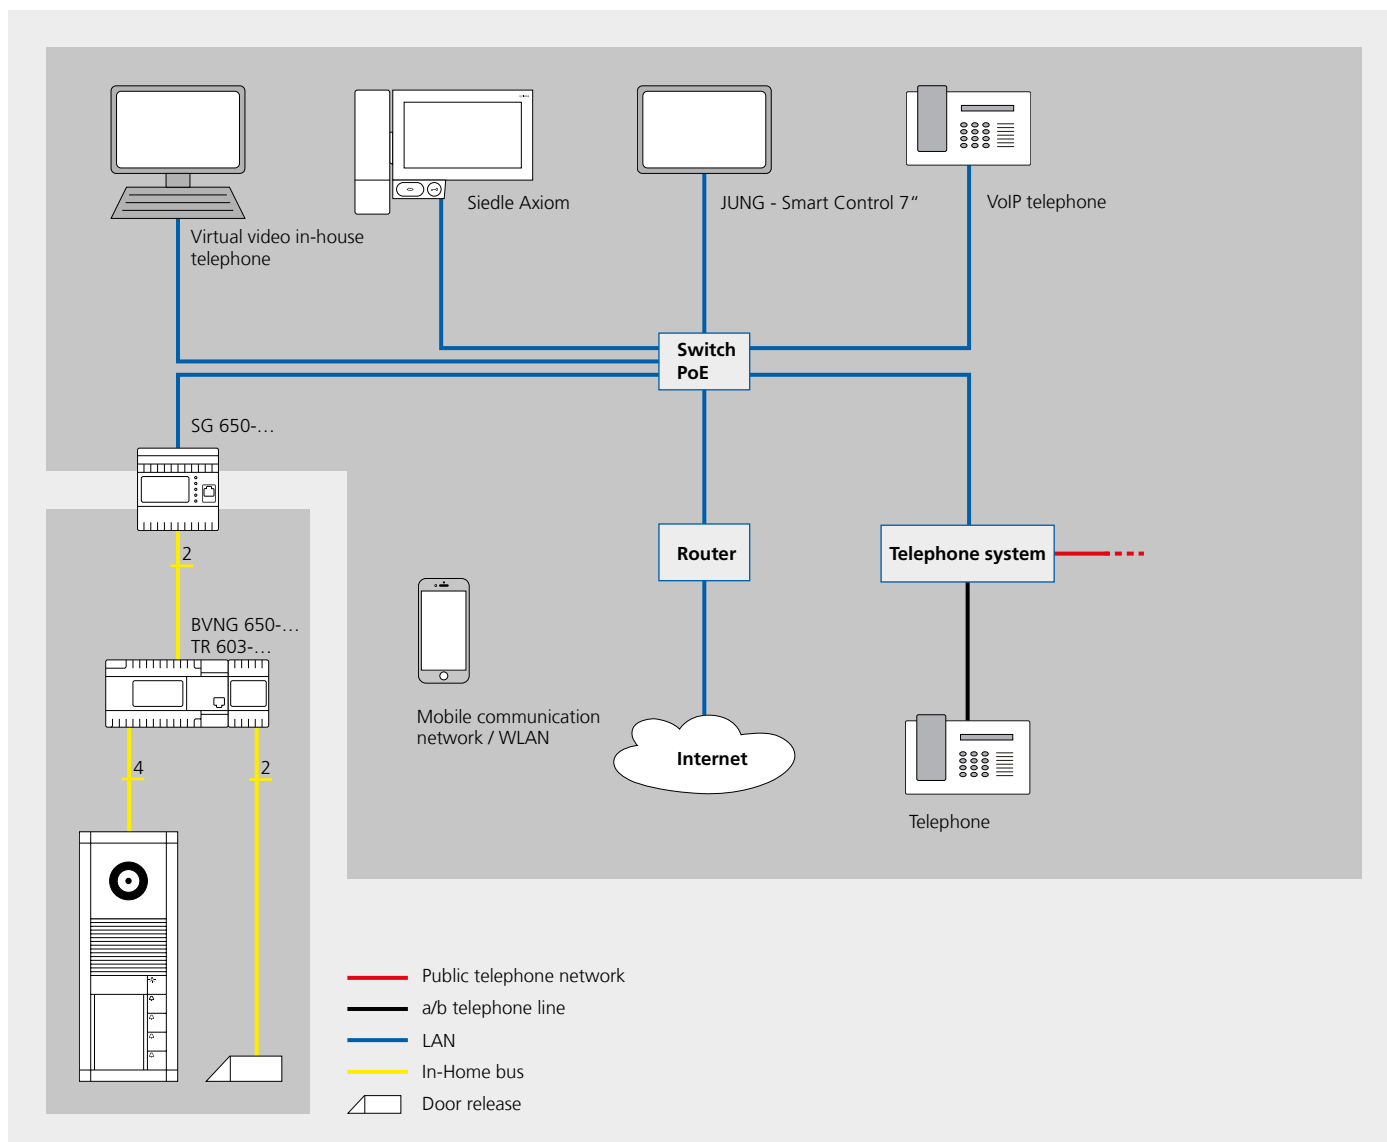 Siedle Axiom
JUNG - Smart Control 7“
VoIP telephone
Virtual video in-house
telephone
Switch
PoE
SG 650-…
2
Router
Telephone system
BVNG 650-…
TR 603-…
Mobile communication
network / WLAN
Internet
4
2
Telephone
Public telephone network
a/b telephone line
LAN
In-Home bus
Door release